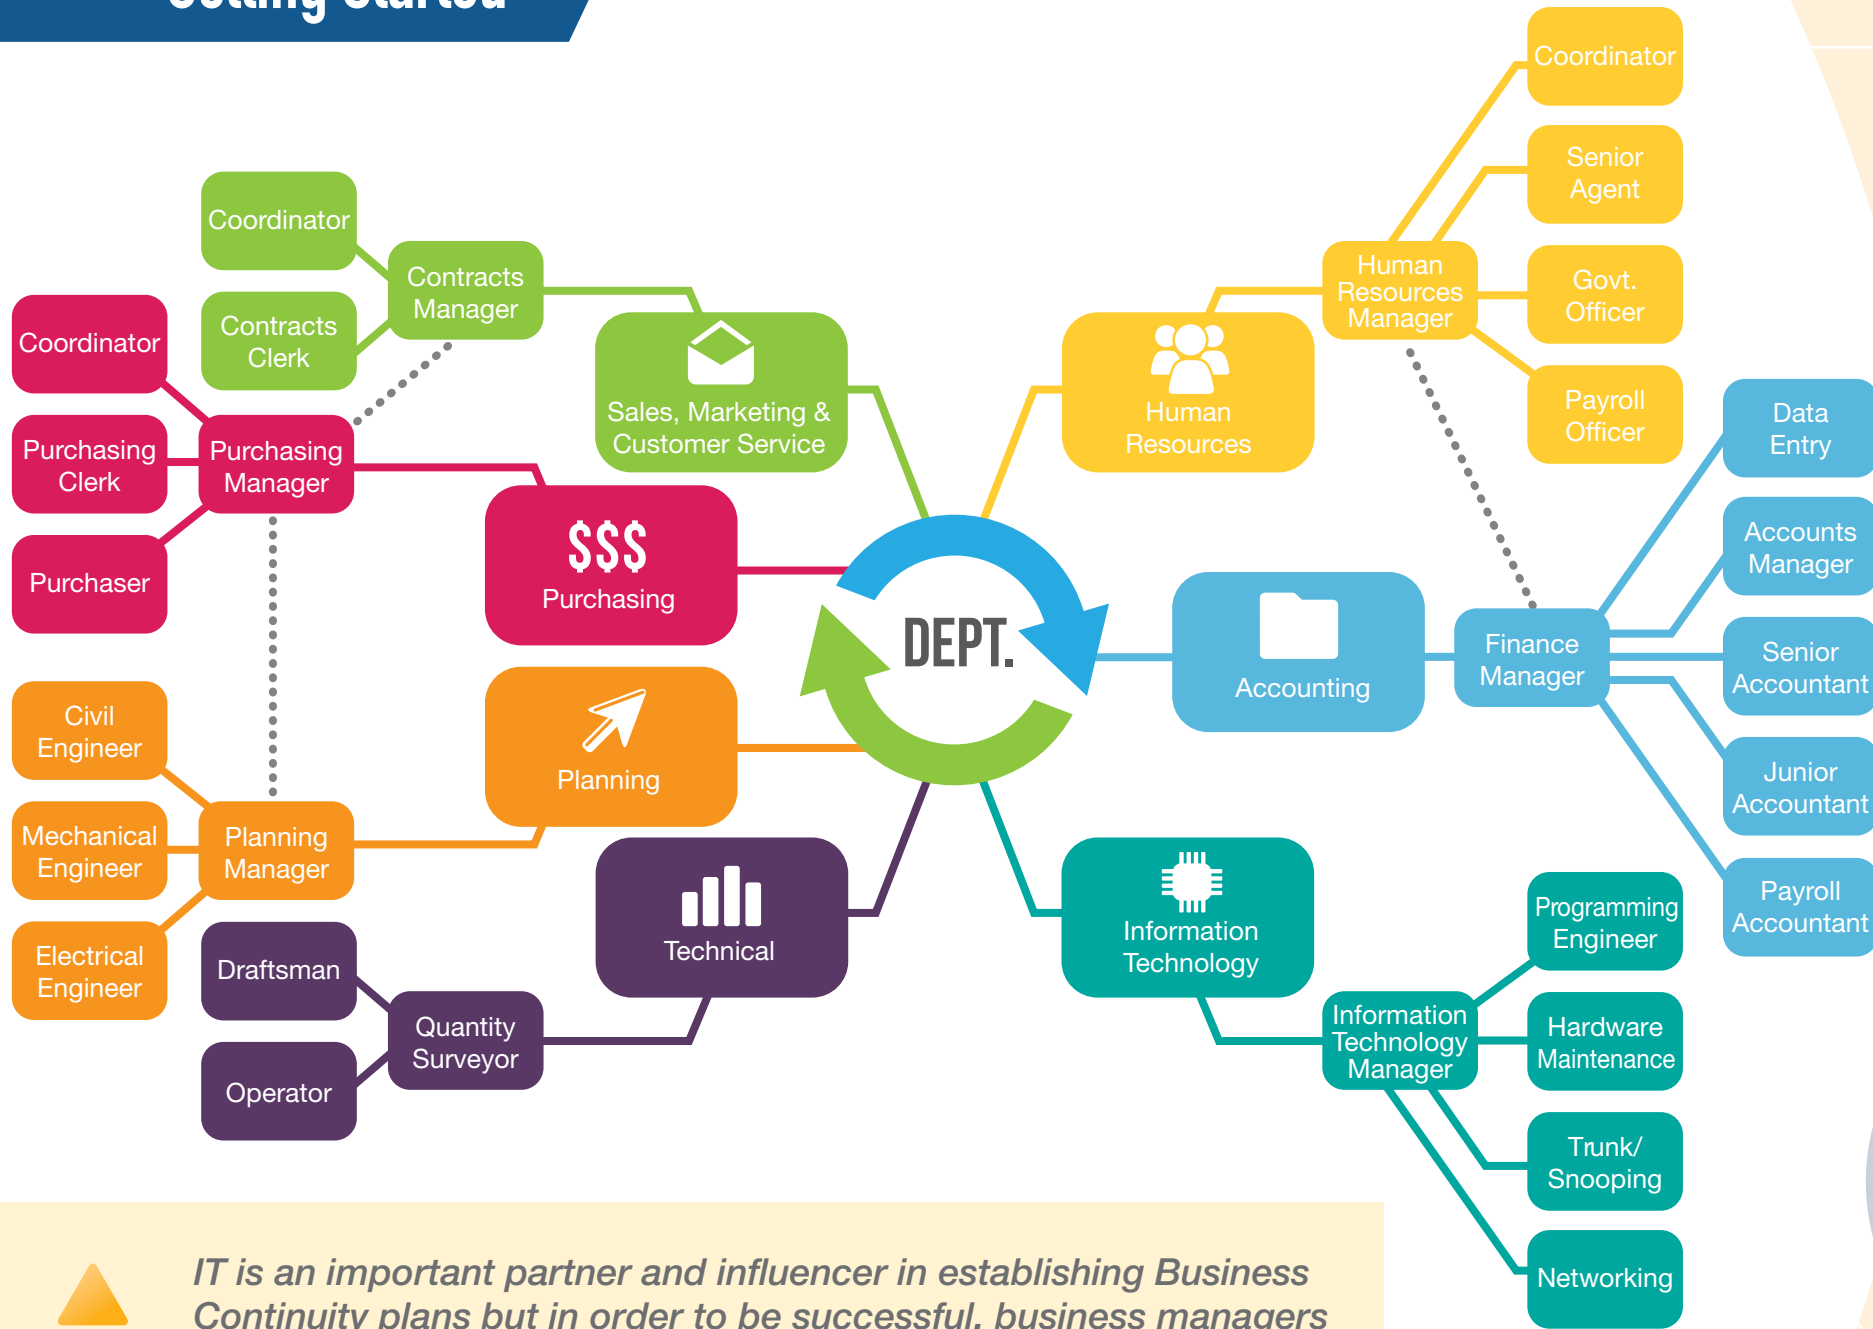 Getting Started
Coordinator
Senior
Agent
Govt.
Officer
Payroll
Officer
Human
Resources
Manager
Human
Resources
Coordinator
Contracts
Clerk
Contracts
Manager
Sales, Marketing &
Customer Service
Coordinator
Purchasing
Clerk
Purchaser
Purchasing
Manager
$$$
Purchasing
DEPT.
Accounting
Finance
Manager
Data
Entry
Accounts
Manager
Senior
Accountant
Junior
Accountant
Payroll
Accountant
Civil
Engineer
Mechanical
Engineer
Electrical
Engineer
Planning
Manager
Planning
Draftsman
Operator
Quantity
Surveyor
Technical
Information
Technology
Information
Technology
Manager
Programming
Engineer
Hardware
Maintenance
Trunk/
Snooping
Networking
IT is an important partner and influencer in establishing Business
Continuity plans but in order to be successful, business managers